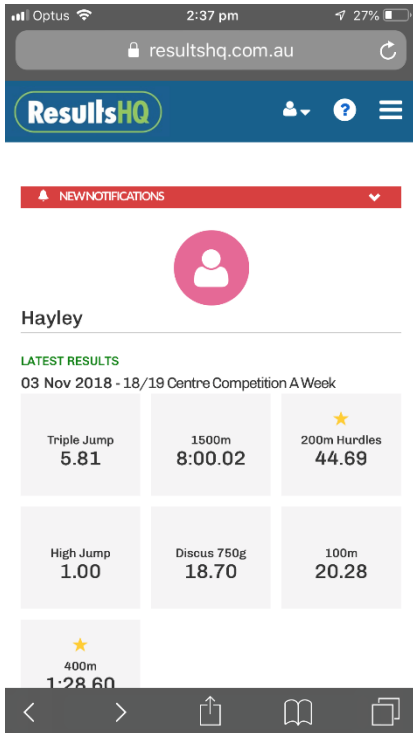 Optus 2:37 pm 27%
resultshq.com.au
ResultsHQ
?
NEW NOTIFICATIONS
Hayley
LATEST RESULTS
03 Nov 2018 - 18/19 Centre Competition A Week
Triple Jump
5.81
1500m
8:00.02
200m Hurdles
44.69
High Jump
1.00
Discus 750g
18.70
100m
20.28
400m
1:28.60